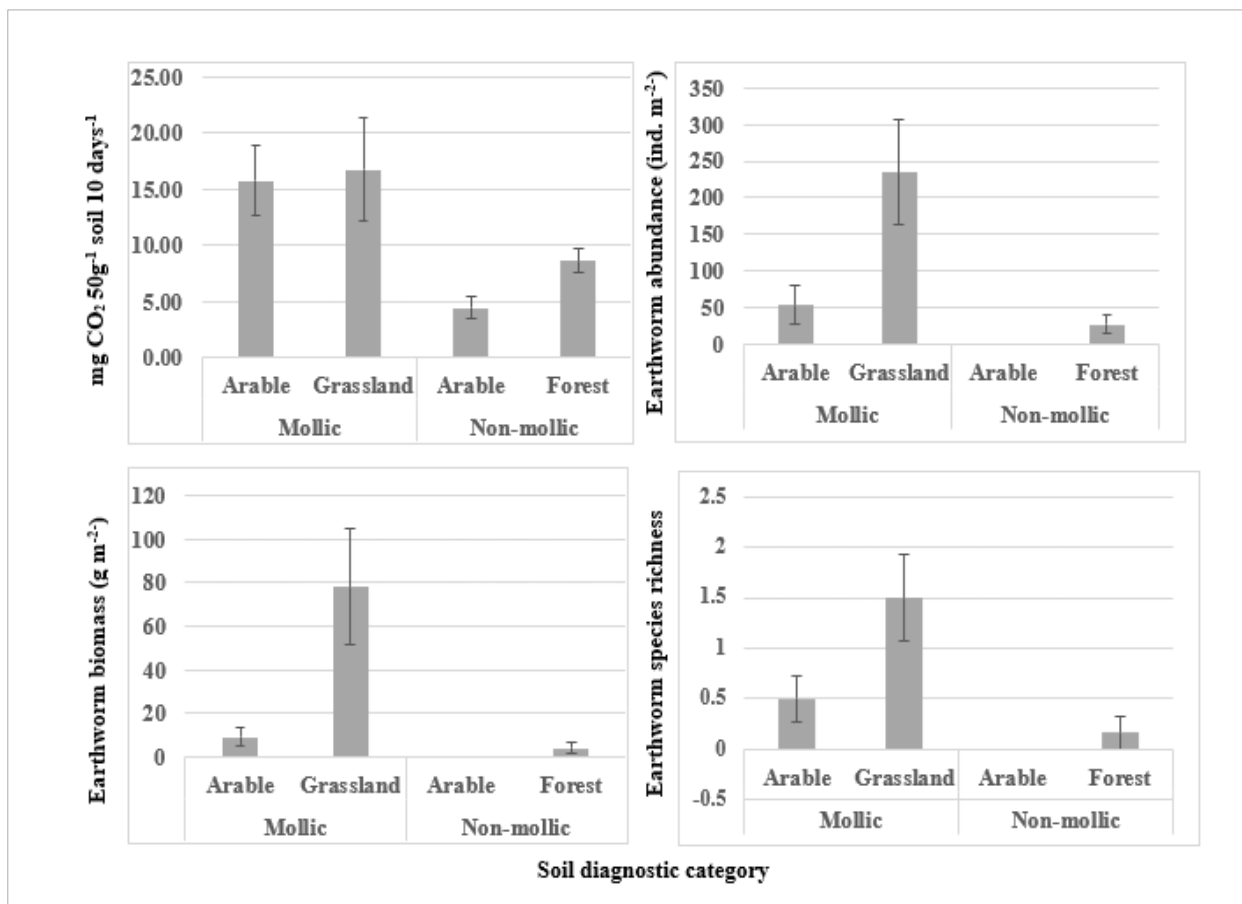 mg CO₂ 50g⁻¹ soil 10 days⁻¹
25.00
20.00
15.00
10.00
5.00
0.00
Arable Grassland Arable Forest
Mollic Non-mollic
Earthworm abundance (ind. m⁻²⁻)
350
300
250
200
150
100
50
0
Arable Grassland Arable Forest
Mollic Non-mollic
Earthworm biomass (g m⁻²⁻)
120
100
80
60
40
20
0
Arable Grassland Arable Forest
Mollic Non-mollic
Earthworm species richness
2.5
2
1.5
1
0.5
0
-0.5
Arable Grassland Arable Forest
Mollic Non-mollic
Soil diagnostic category